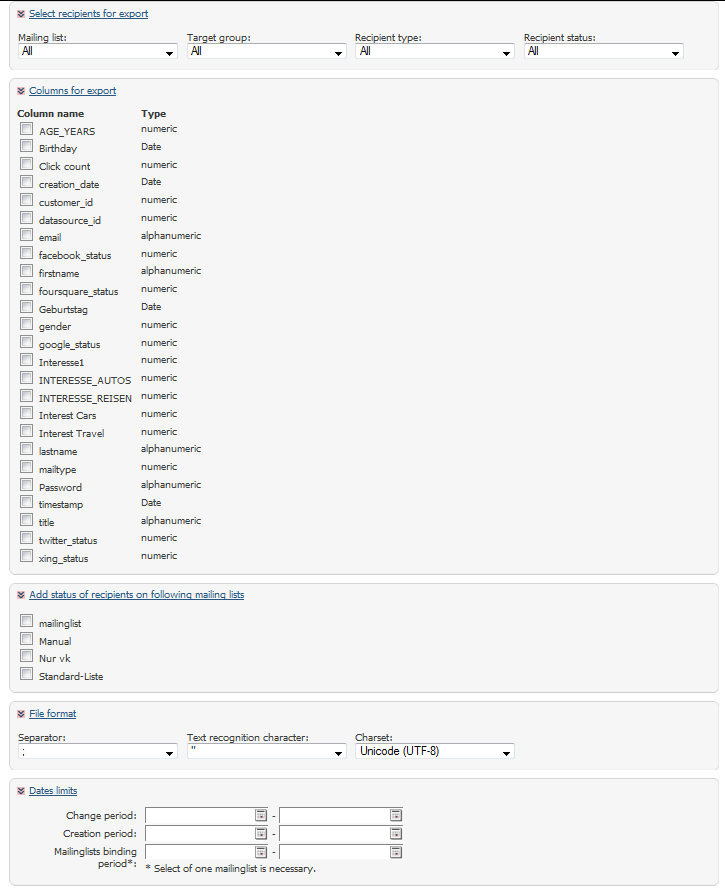 Select recipients for export
Mailing list: Target group: Recipient type: Recipient status:
All All All All
Columns for export
Column name Type
AGE_YEARS numeric
Birthday Date
Click count numeric
creation_date Date
customer_id numeric
datasource_id numeric
email alphanumeric
facebook_status numeric
firstname alphanumeric
foursquare_status numeric
Geburtstag Date
gender numeric
google_status numeric
Interesse1 numeric
INTERESSE_AUTOS numeric
INTERESSE_REISEN numeric
Interest Cars numeric
Interest Travel numeric
lastname alphanumeric
mailtype numeric
Password alphanumeric
timestamp Date
title alphanumeric
twitter_status numeric
xing_status numeric
Add status of recipients on following mailing lists
mailinglist
Manual
Nur vk
Standard-Liste
File format
Separator: Text recognition character: Charset:
; " Unicode (UTF-8)
Dates limits
Change period: -
Creation period: -
Mailinglists binding -
period*: * Select of one mailinglist is necessary.